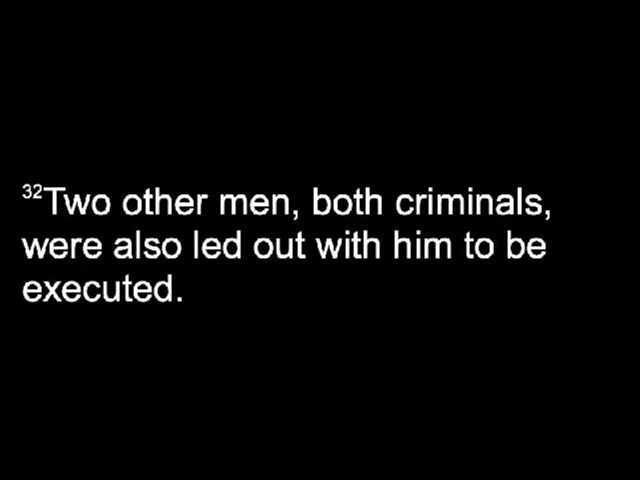 32Two other men, both criminals,
were also led out with him to be
executed.